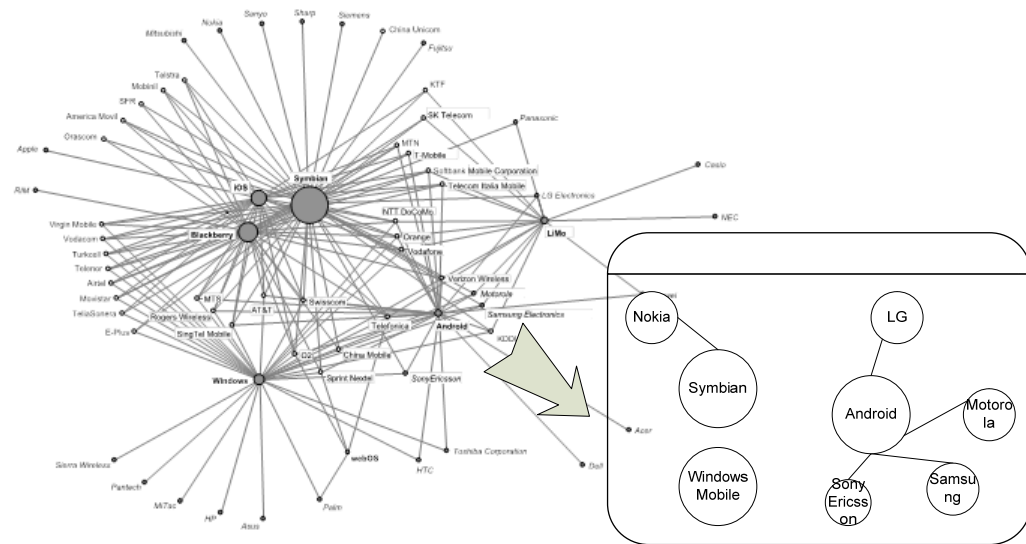 Sharp
Sanyo
Siemens
Nokia
China Unicom
Mitsubishi
Fujitsu
Telstra
Mobinil
KTF
SFR
America Movil
SK Telecom
Panasonic
Orascom
MTN
Apple
T-Mobile
Casio
Softbank Mobile Corporation
Symbian
iOS
Telecom Italia Mobile
RIM
LG Electronics
NTT DoCoMo
NEC
Virgin Mobile
Blackberry
Orange
LiMo
Vodacom
Vodafone
Turkcell
Telenor
Verizon Wireless
Airtel
Motorola
Movistar
MTS
Swisscom
AT&T
TeliaSonera
Rogers Wireless
Samsung Electronics
Telefonica
Android
E-Plus
SingTel Mobile
KDDI
O2
China Mobile
Windows
Sprint Nextel
SonyEricsson
Acer
Toshiba Corporation
webOS
Sierra Wireless
HTC
Dell
Pantech
MiTac
Palm
HP
Asus
Nokia
LG
Symbian
Android
Motoro
la
Windows
Mobile
Sony
Ericss
on
Samsu
ng